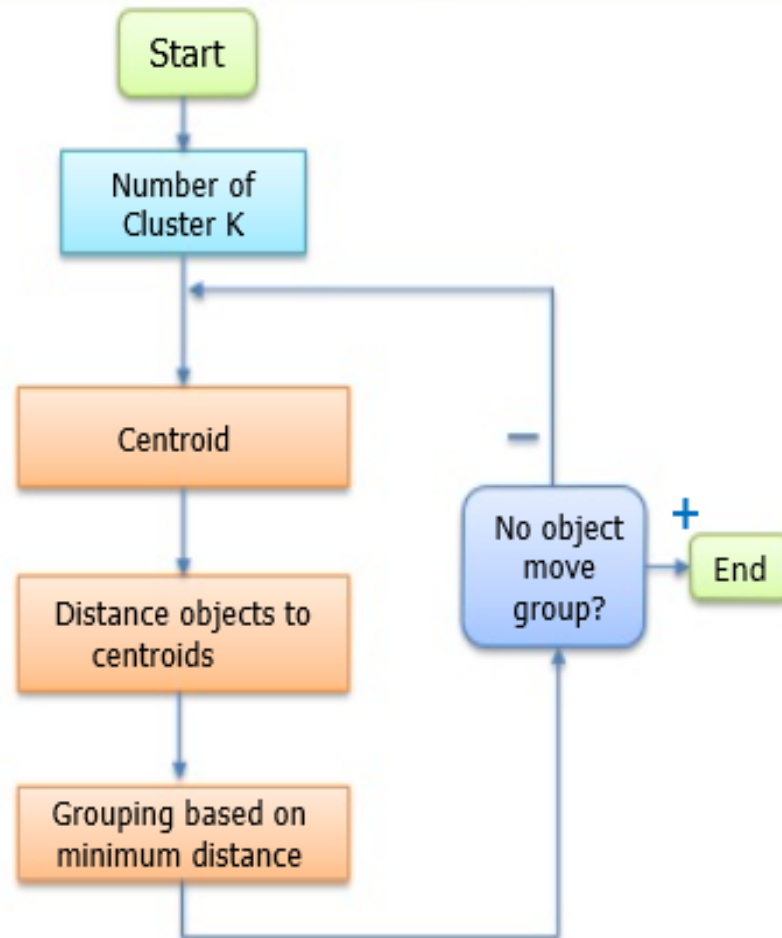 Start
Number of
Cluster K
Centroid
Distance objects to
centroids
Grouping based on
minimum distance
−
No object
move
group?
+
End